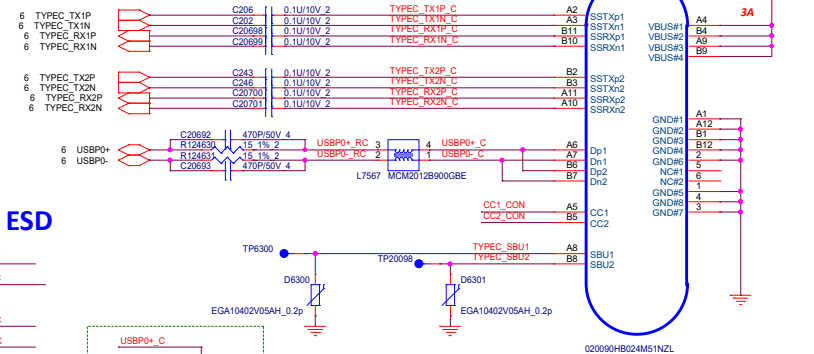 3A
6 TYPEC_TX1P C206 0.1U/10V_2 TYPEC_TX1P_C A2 SSTXp1
6 TYPEC_TX1N C202 0.1U/10V_2 TYPEC_TX1N_C A3 SSTXn1
6 TYPEC_RX1P C20698 0.1U/10V_2 TYPEC_RX1P_C B11 SSRXp1
6 TYPEC_RX1N C20699 0.1U/10V_2 TYPEC_RX1N_C B10 SSRXn1
VBUS#1 A4
VBUS#2 B4
VBUS#3 A9
VBUS#4 B9
6 TYPEC_TX2P C243 0.1U/10V_2 TYPEC_TX2P_C B2 SSTXp2
6 TYPEC_TX2N C246 0.1U/10V_2 TYPEC_TX2N_C B3 SSTXn2
6 TYPEC_RX2P C20700 0.1U/10V_2 TYPEC_RX2P_C A11 SSRXp2
6 TYPEC_RX2N C20701 0.1U/10V_2 TYPEC_RX2N_C A10 SSRXn2
GND#1 A1
GND#2 A12
GND#3 B1
GND#4 B12
GND#6 2
NC#1 5
NC#2 6
GND#5 1
GND#8 4
GND#7 3
C20692 470P/50V_4
6 USBP0+ R124630 15_1%_2 USBP0+_RC 3 4 USBP0+_C A6 Dp1
6 USBP0- R124631 15_1%_2 USBP0-_RC 2 1 USBP0-_C A7 Dn1
C20693 470P/50V_4 B6 Dp2
L7567 MCM2012B900GBE B7 Dn2
CC1_CON A5 CC1
CC2_CON B5 CC2
ESD
TP6300 TYPEC_SBU1 A8 SBU1
TP20098 TYPEC_SBU2 B8 SBU2
D6300 D6301
EGA10402V05AH_0.2p EGA10402V05AH_0.2p
USBP0+_C
020090HB024M51NZL